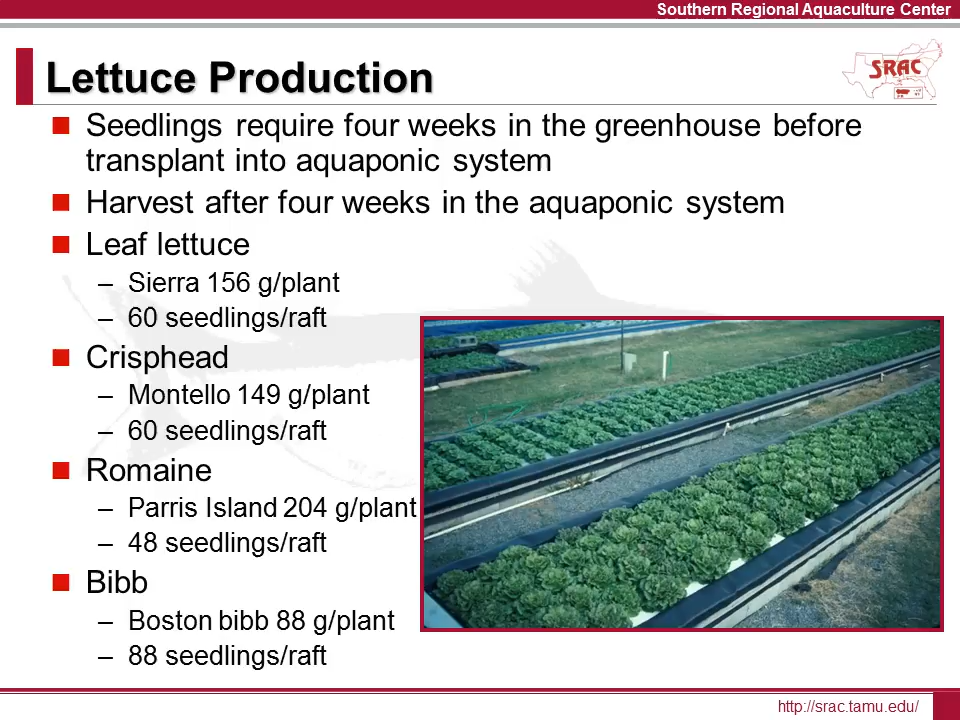 Southern Regional Aquaculture Center
Lettuce Production
SRAC
Seedlings require four weeks in the greenhouse before
transplant into aquaponic system
Harvest after four weeks in the aquaponic system
Leaf lettuce
– Sierra 156 g/plant
– 60 seedlings/raft
Crisphead
– Montello 149 g/plant
– 60 seedlings/raft
Romaine
– Parris Island 204 g/plant
– 48 seedlings/raft
Bibb
– Boston bibb 88 g/plant
– 88 seedlings/raft
http://srac.tamu.edu/